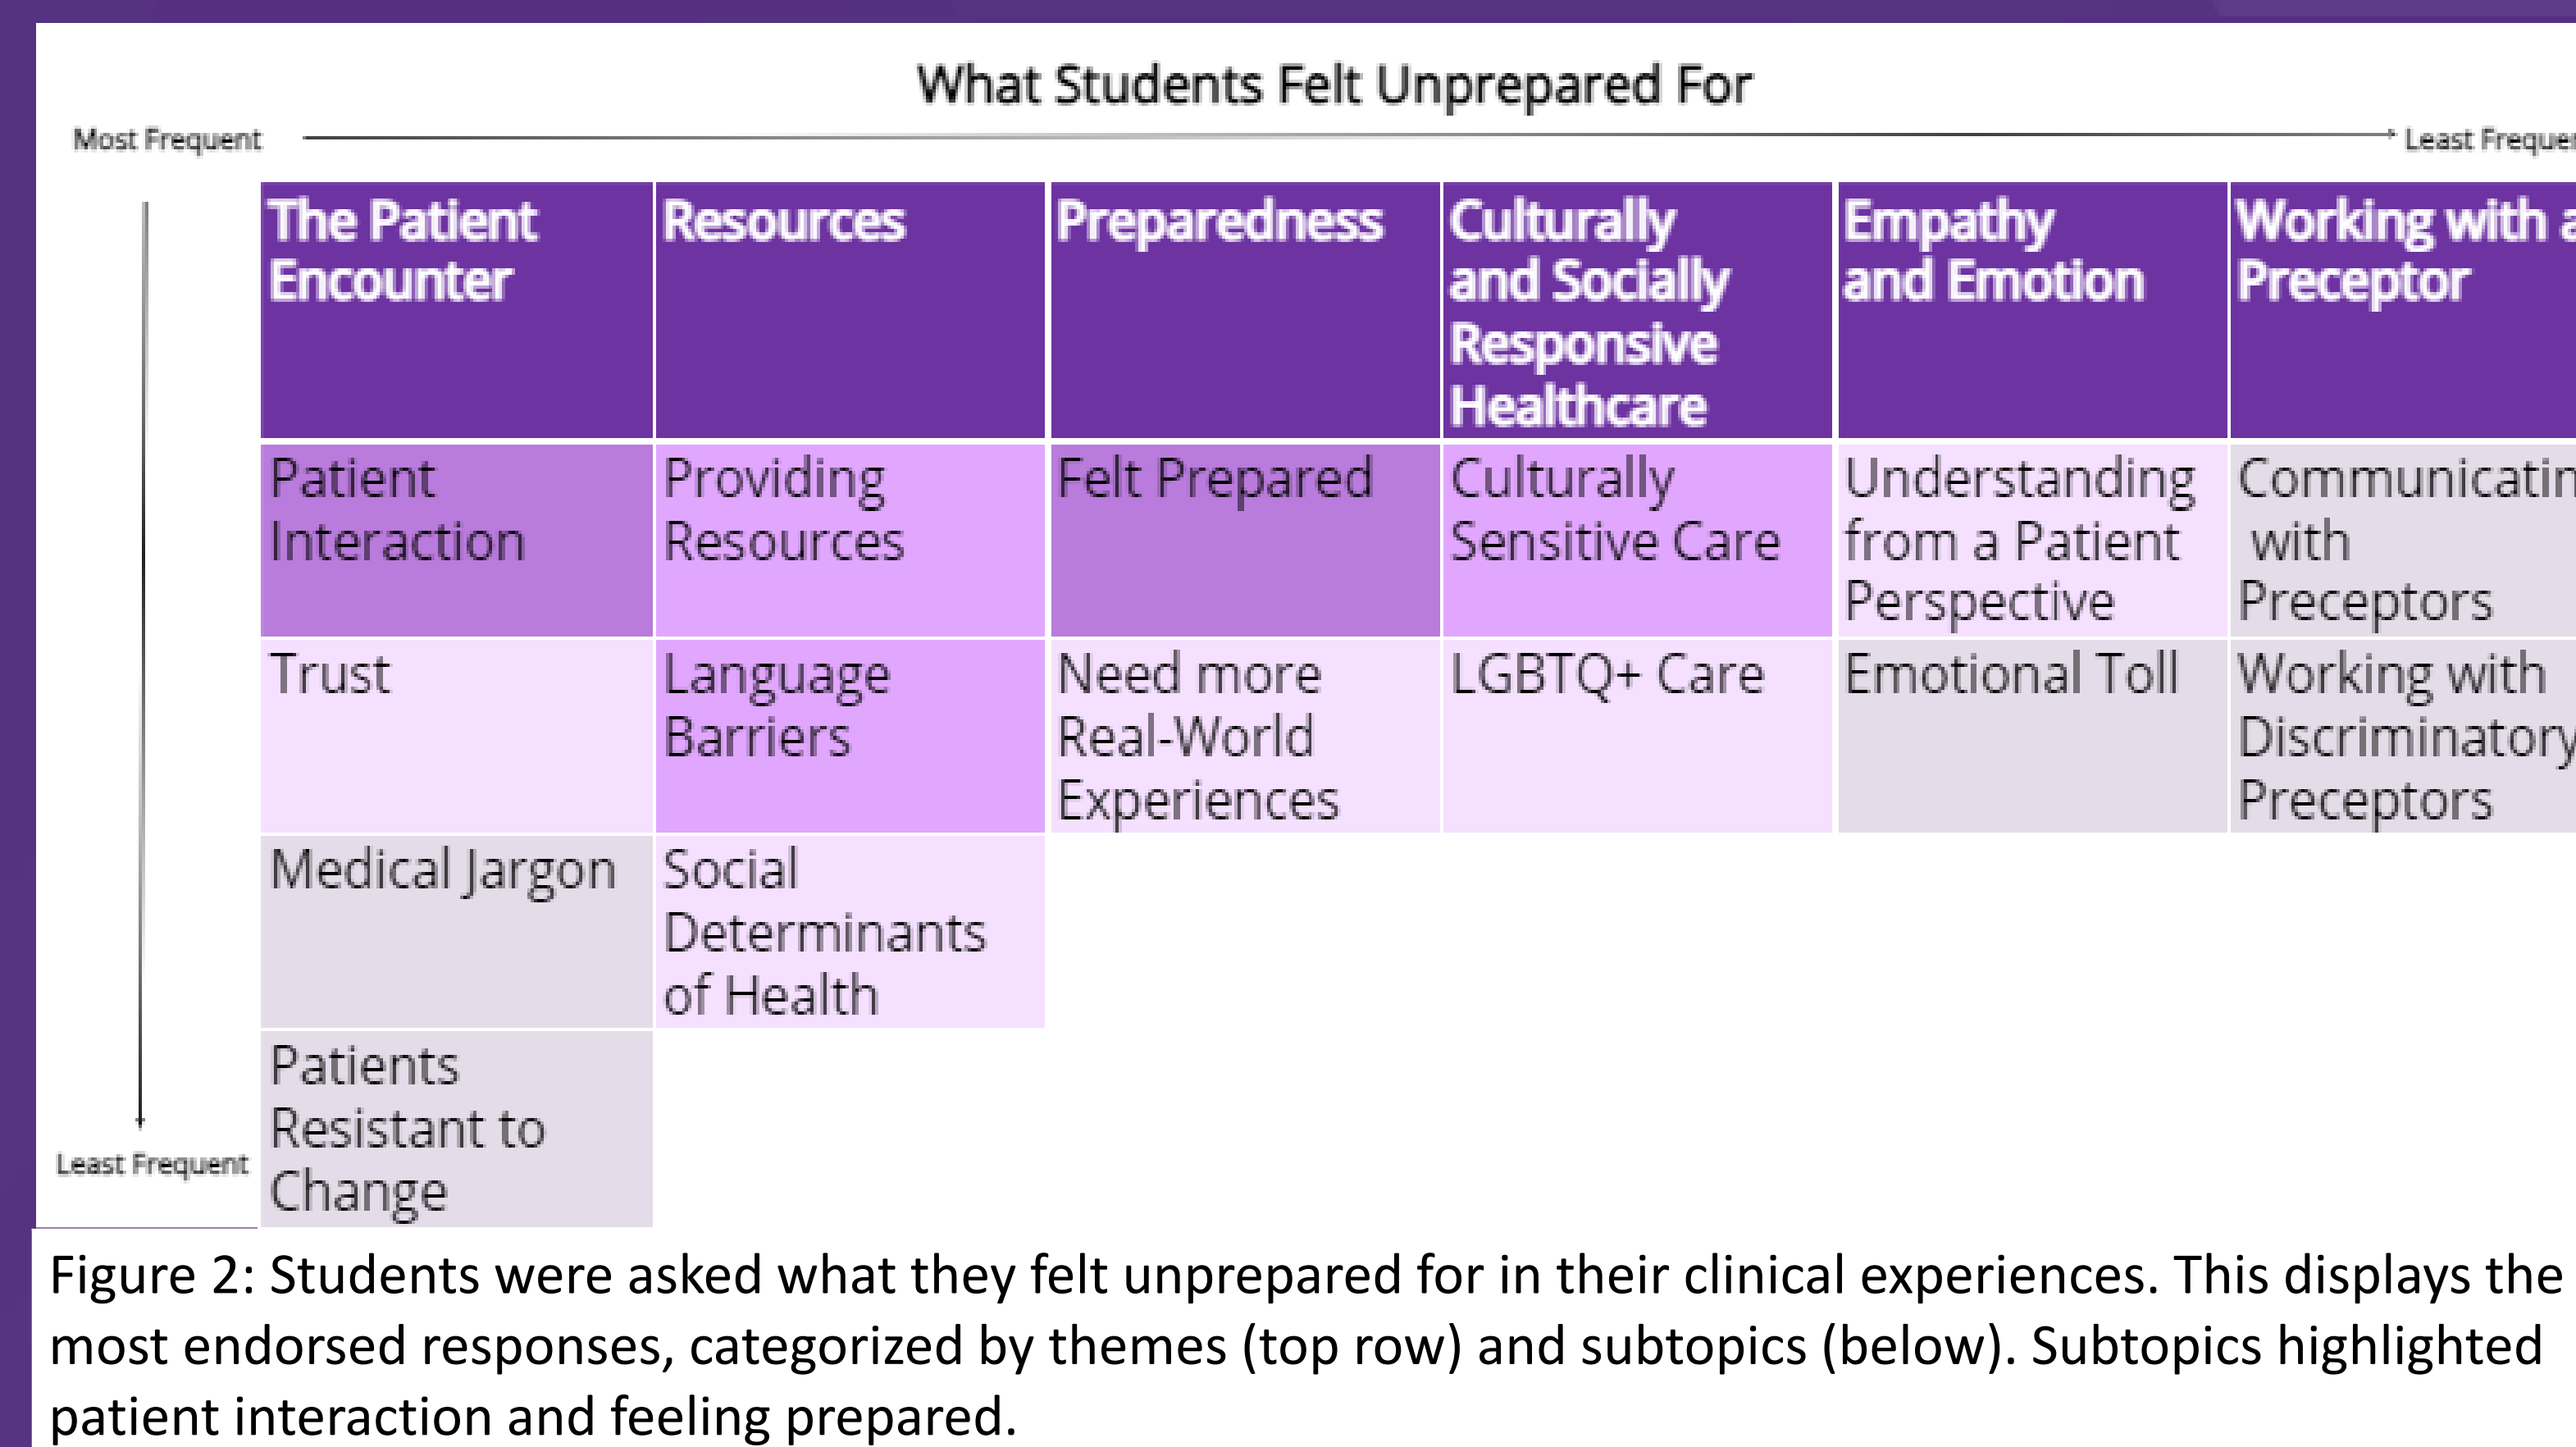 What Students Felt Unprepared For
Most Frequent
Least Freque
The Patient
Encounter
Resources
Preparedness
Culturally
and Socially
Responsive
Healthcare
Empathy
and Emotion
Working with a
Preceptor
Patient
Interaction
Providing
Resources
Felt Prepared
Culturally
Sensitive Care
Understanding
from a Patient
Perspective
Communicatin
with
Preceptors
Trust
Language
Barriers
Need more
Real-World
Experiences
LGBTQ+ Care
Emotional Toll
Working with
Discriminatory
Preceptors
Medical Jargon
Social
Determinants
of Health
Patients
Resistant to
Change
Least Frequent
Figure 2: Students were asked what they felt unprepared for in their clinical experiences. This displays the
most endorsed responses, categorized by themes (top row) and subtopics (below). Subtopics highlighted
patient interaction and feeling prepared.